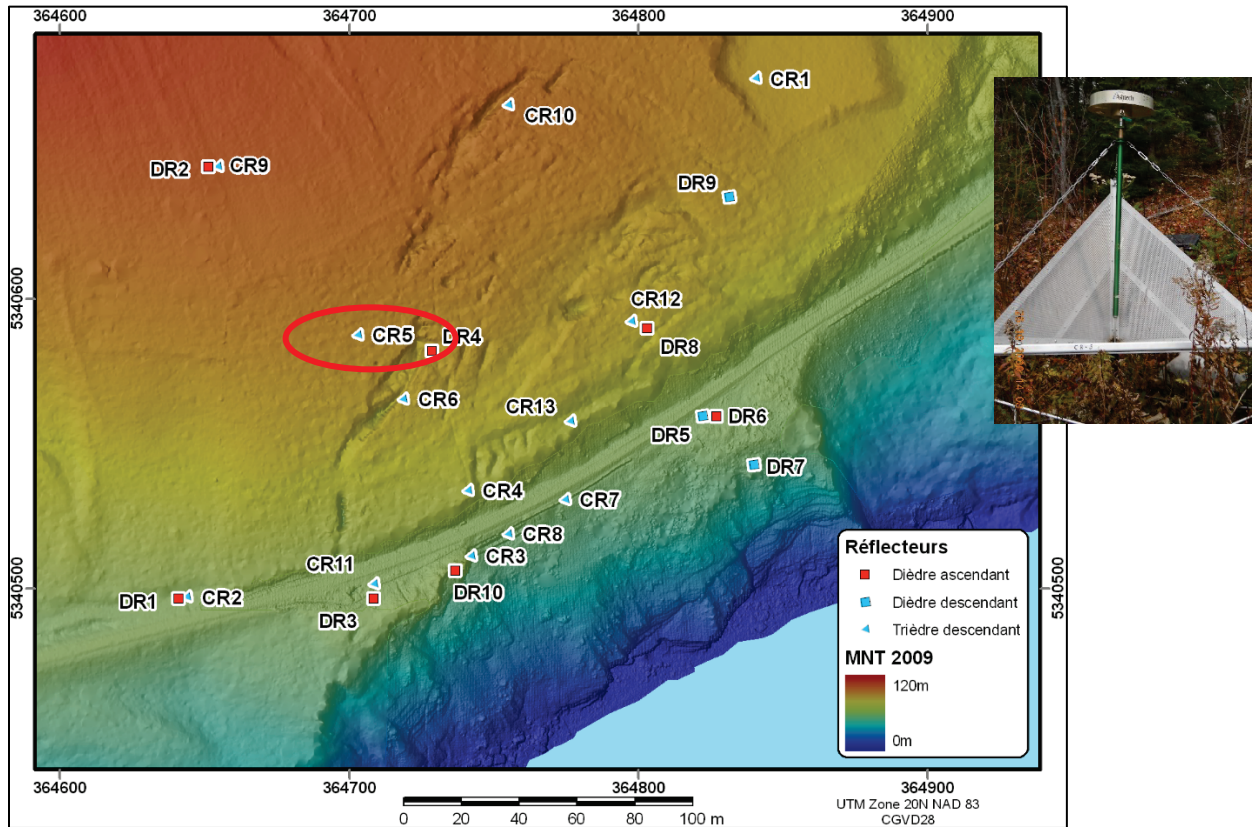 364600
364700
364800
364900
CR1
CR10
DR2
CR9
DR9
5340600
CR12
CR5
DR4
DR8
CR6
CR13
DR5
DR6
DR7
CR4
CR7
CR8
CR3
CR11
DR10
DR1
CR2
DR3
5340500
5340500
Réflecteurs
Dièdre ascendant
Dièdre descendant
Trièdre descendant
MNT 2009
120m
0m
364600
364700
364800
364900
0 20 40 60 80 100 m
UTM Zone 20N NAD 83
CGVD28